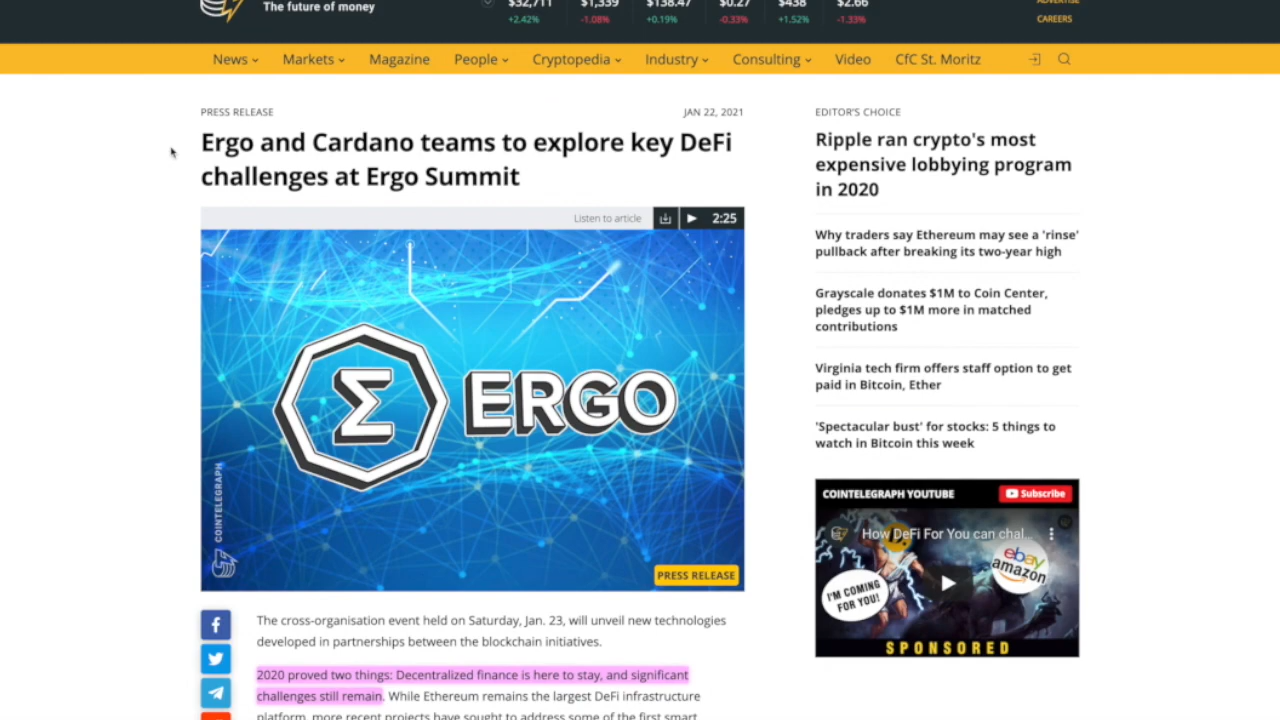 The future of money
$32,711
$1,339
$138.47
$0.27
$438
$2.66
+2.42%
-1.08%
+0.19%
-0.33%
+1.52%
-1.33%
ADVERTISE
CAREERS
News
Markets
Magazine
People
Cryptopedia
Industry
Consulting
Video
CfC St. Moritz
PRESS RELEASE
JAN 22, 2021
Ergo and Cardano teams to explore key DeFi
challenges at Ergo Summit
Listen to article
2:25
Σ ERGO
COINTELEGRAPH
PRESS RELEASE
The cross-organisation event held on Saturday, Jan. 23, will unveil new technologies
developed in partnerships between the blockchain initiatives.
2020 proved two things: Decentralized finance is here to stay, and significant
challenges still remain. While Ethereum remains the largest DeFi infrastructure
platform, more recent projects have sought to address some of the first smart
EDITOR'S CHOICE
Ripple ran crypto's most
expensive lobbying program
in 2020
Why traders say Ethereum may see a 'rinse'
pullback after breaking its two-year high
Grayscale donates $1M to Coin Center,
pledges up to $1M more in matched
contributions
Virginia tech firm offers staff option to get
paid in Bitcoin, Ether
'Spectacular bust' for stocks: 5 things to
watch in Bitcoin this week
COINTELEGRAPH YOUTUBE
Subscribe
How DeFi For You can chal...
ebay
amazon
I'M COMING
FOR YOU!
SPONSORED